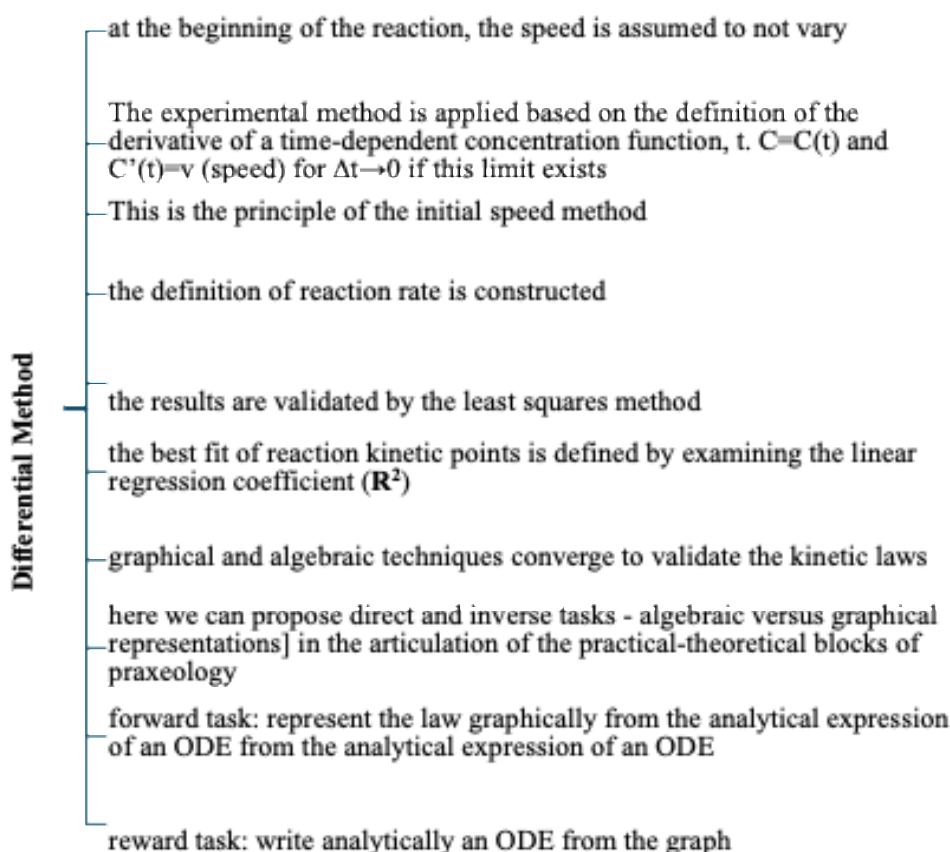 at the beginning of the reaction, the speed is assumed to not vary
The experimental method is applied based on the definition of the
derivative of a time-dependent concentration function, t. C=C(t) and
C’(t)=v (speed) for Δt→0 if this limit exists
This is the principle of the initial speed method
the definition of reaction rate is constructed
Differential Method
the results are validated by the least squares method
the best fit of reaction kinetic points is defined by examining the linear
regression coefficient (R²)
graphical and algebraic techniques converge to validate the kinetic laws
here we can propose direct and inverse tasks - algebraic versus graphical
representations] in the articulation of the practical-theoretical blocks of
praxeology
forward task: represent the law graphically from the analytical expression
of an ODE from the analytical expression of an ODE
reward task: write analytically an ODE from the graph